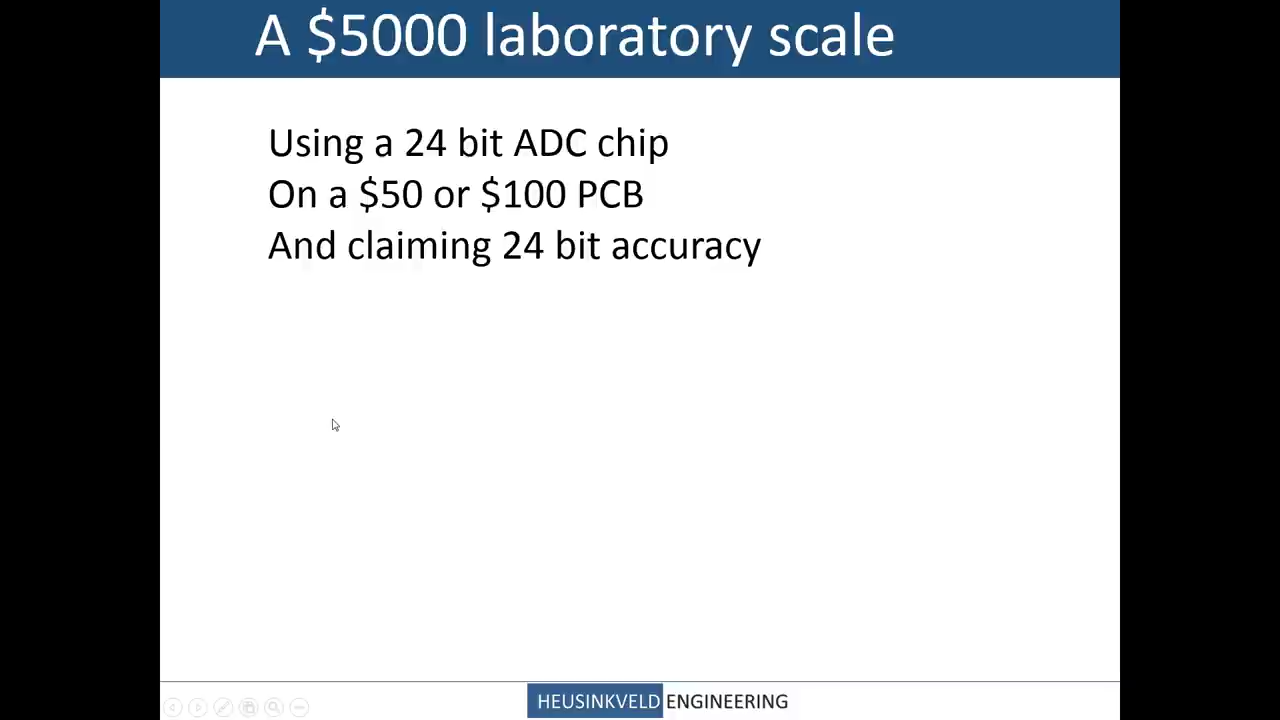 A $5000 laboratory scale
Using a 24 bit ADC chip
On a $50 or $100 PCB
And claiming 24 bit accuracy
HEUSINKVELD ENGINEERING